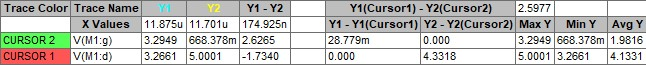 Trace Color Trace Name Y1 Y2 Y1 - Y2 Y1(Cursor1) - Y2(Cursor2) 2.5977
X Values 11.875u 11.701u 174.925n Y1 - Y1(Cursor1) Y2 - Y2(Cursor2) Max Y Min Y Avg Y
CURSOR 2 V(M1:g) 3.2949 668.378m 2.6265 28.779m 0.000 3.2949 668.378m 1.9816
CURSOR 1 V(M1:d) 3.2661 5.0001 -1.7340 0.000 4.3318 5.0001 3.2661 4.1331